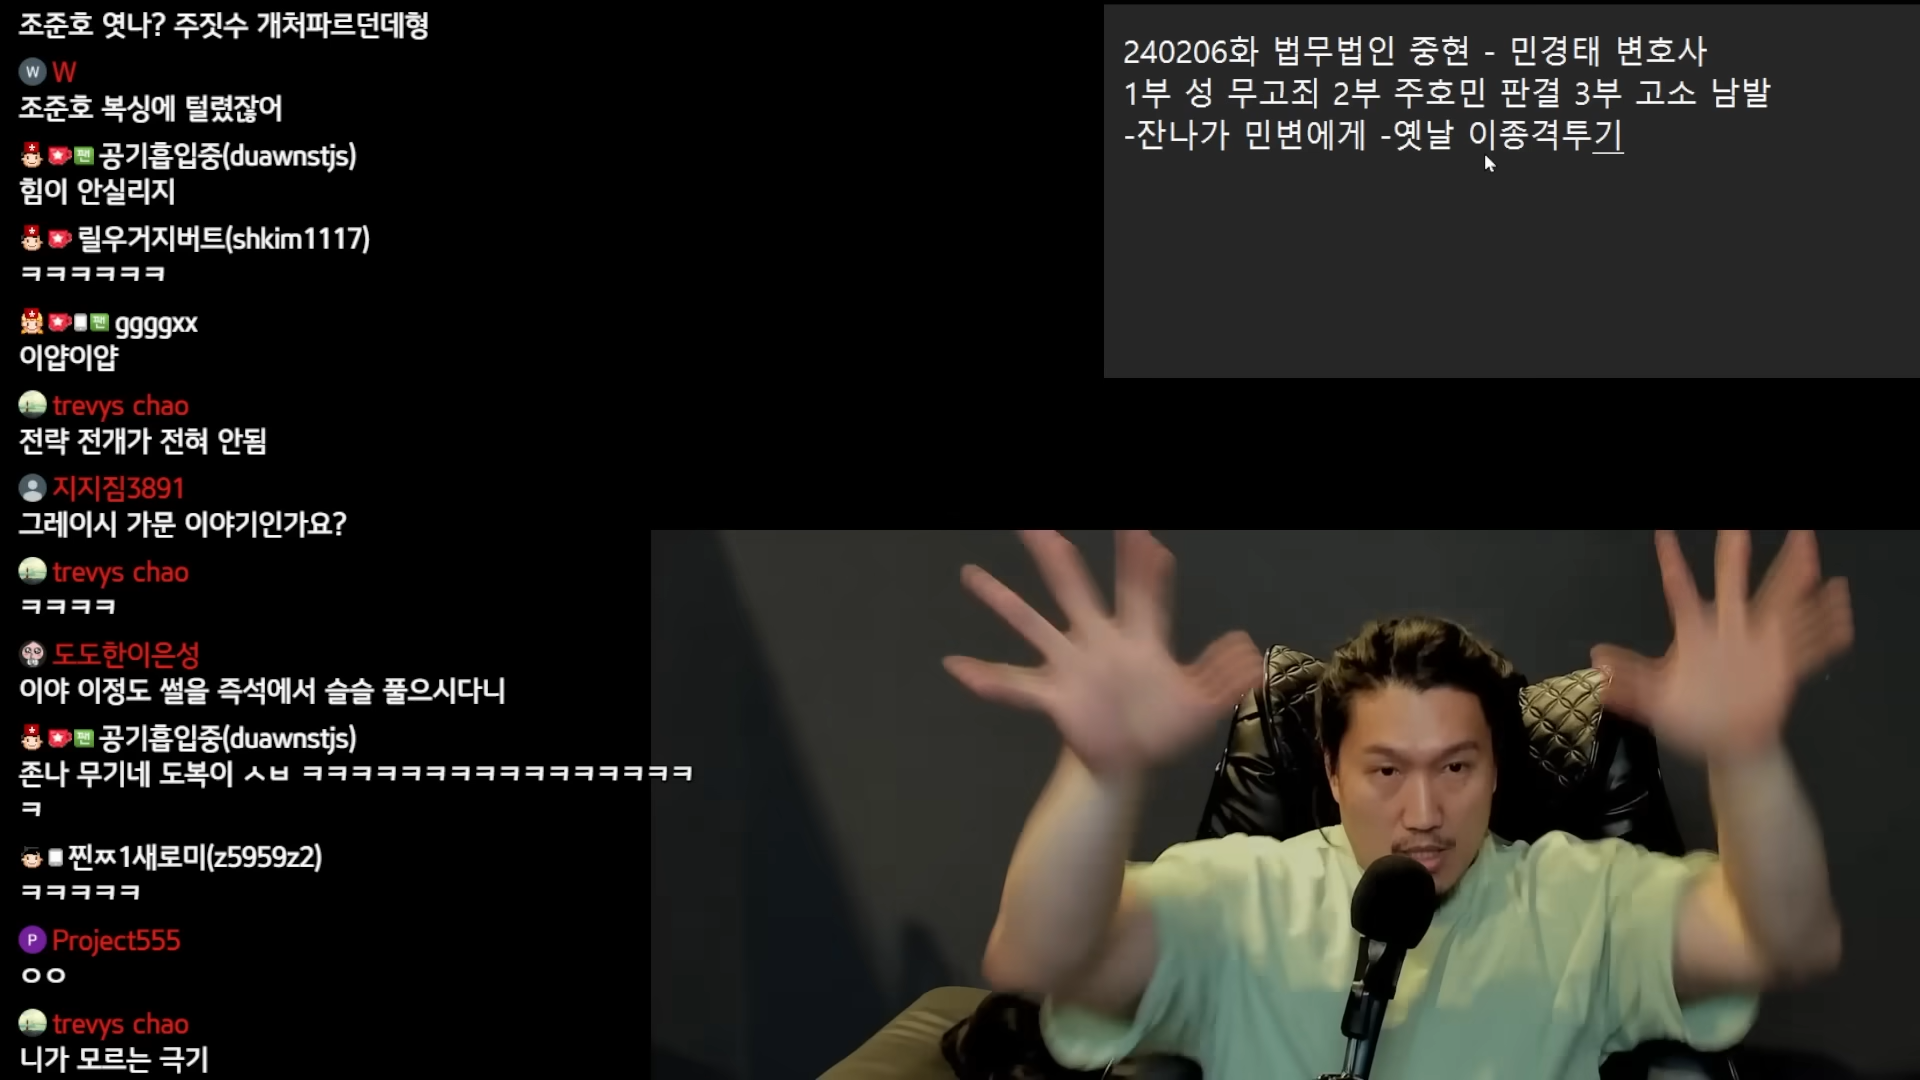 조준호 엿나? 주짓수 개처파르던데형
W W
조준호 복싱에 털렸잖어
팬 공기흡입중(duawnstjs)
힘이 안실리지
릴우거지버트(shkim1117)
ㅋㅋㅋㅋㅋㅋ
팬 ggggxx
이얍이얍
trevys chao
전략 전개가 전혀 안됨
지지짐3891
그레이시 가문 이야기인가요?
trevys chao
ㅋㅋㅋㅋ
도도한이은성
이야 이정도 썰을 즉석에서 슬슬 풀으시다니
팬 공기흡입중(duawnstjs)
존나 무기네 도복이 ㅅㅂ ㅋㅋㅋㅋㅋㅋㅋㅋㅋㅋㅋㅋㅋㅋㅋㅋ
ㅋ
찐ㅉ1새로미(z5959z2)
ㅋㅋㅋㅋㅋ
P Project555
ㅇㅇ
trevys chao
니가 모르는 극기
240206화 법무법인 중현 - 민경태 변호사
1부 성 무고죄 2부 주호민 판결 3부 고소 남발
-잔나가 민변에게 -옛날 이종격투기